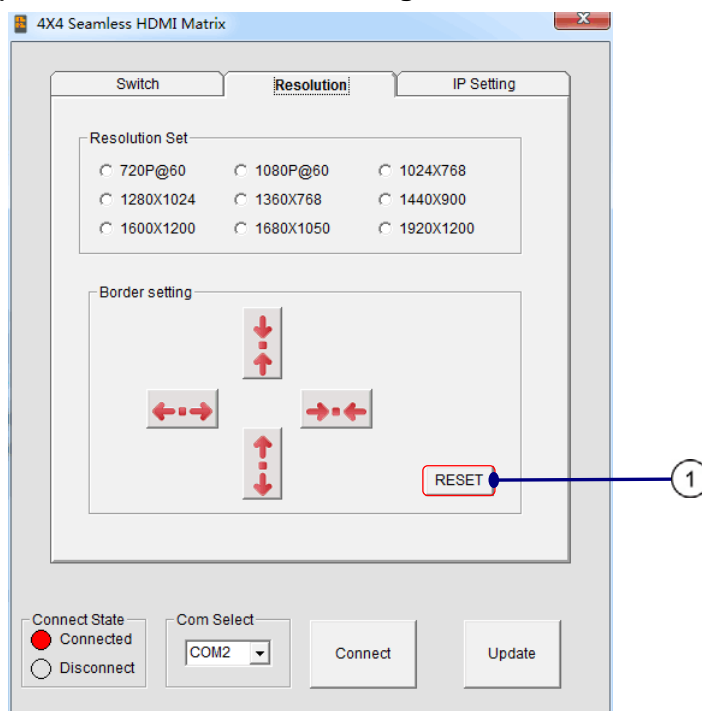 4X4 Seamless HDMI Matrix
Switch Resolution IP Setting
Resolution Set
720P@60 1080P@60 1024X768
1280X1024 1360X768 1440X900
1600X1200 1680X1050 1920X1200
Border setting
RESET
1
Connect State Com Select
Connected
COM2 Connect Update
Disconnect